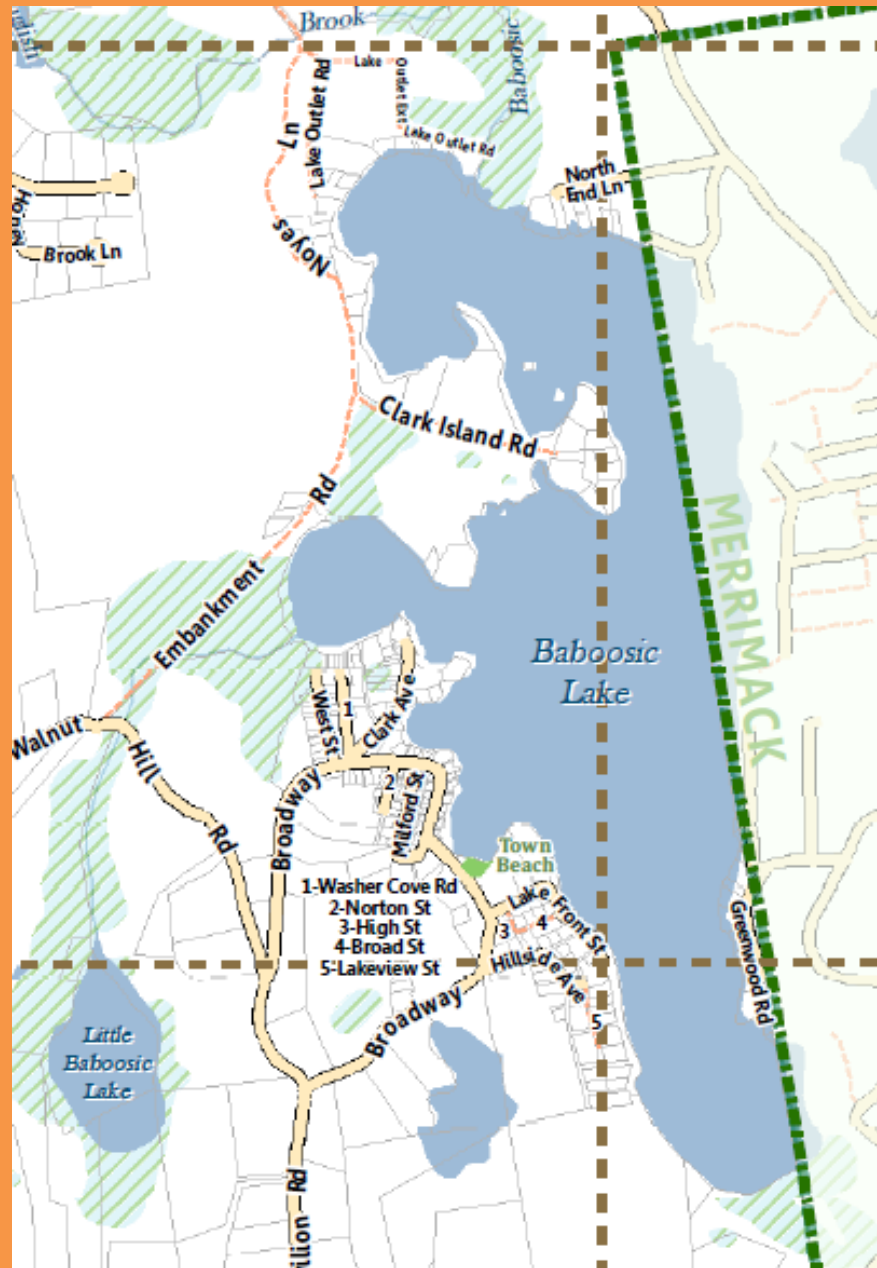 Brook
Baboosic
Lake
Outlet Ext
Lake Outlet Rd
Lake Outlet Rd
Ln
Noyes
North
End Ln
Brook Ln
Clark Island Rd
Rd
Embankment
MERRIMACK
Baboosic
Lake
Walnut
Hill
Rd
West St
1
Clark Ave
Broadway
2
Milford St
Town
Beach
1-Washer Cove Rd
2-Norton St
3-High St
4-Broad St
5-Lakeview St
Lake Front St
3
4
Hillside Ave
5
Greenwood Rd
Broadway
Little
Baboosic
Lake
Rd